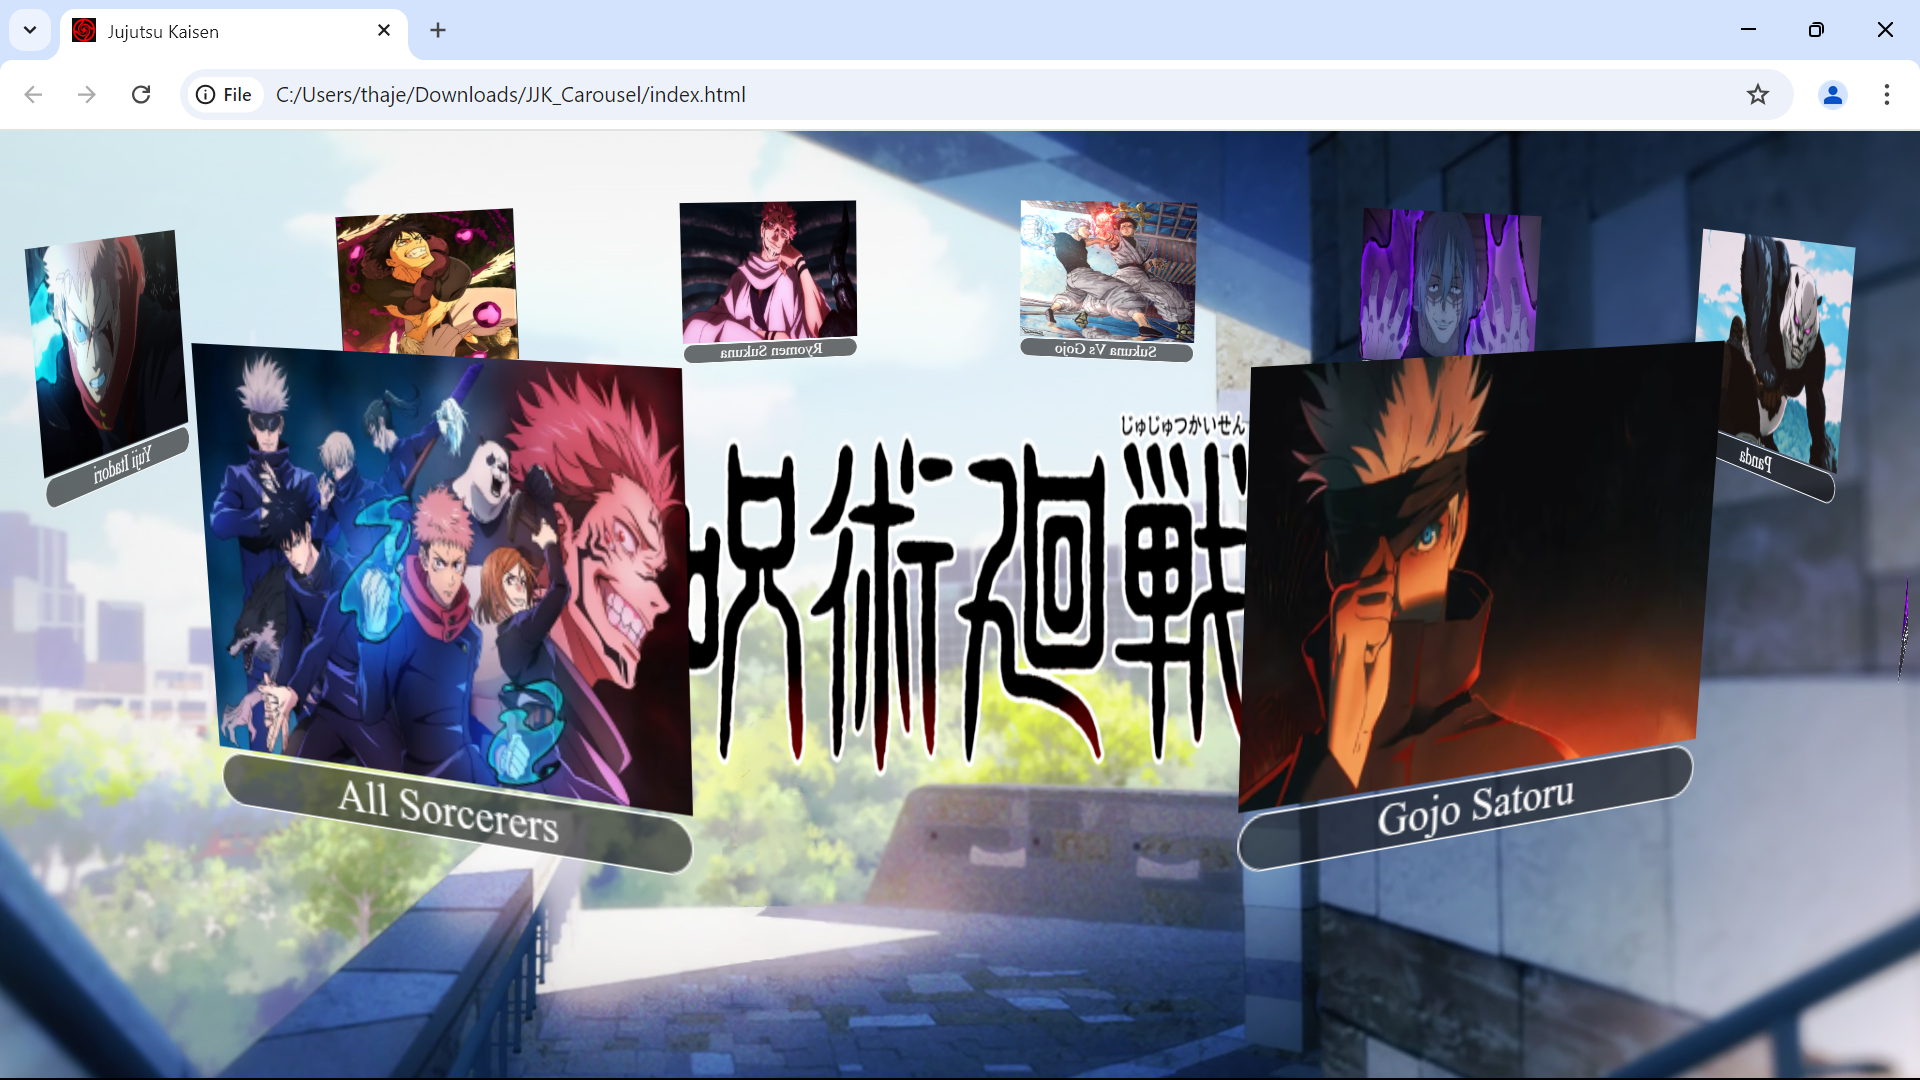 Jujutsu Kaisen
File
C:/Users/thaje/Downloads/JJK_Carousel/index.html
Ryomen Sukuna
Sukuna Vs Gojo
Yuji Itadori
Panda
じゅじゅつかいせん
呪術廻戦
All Sorcerers
Gojo Satoru